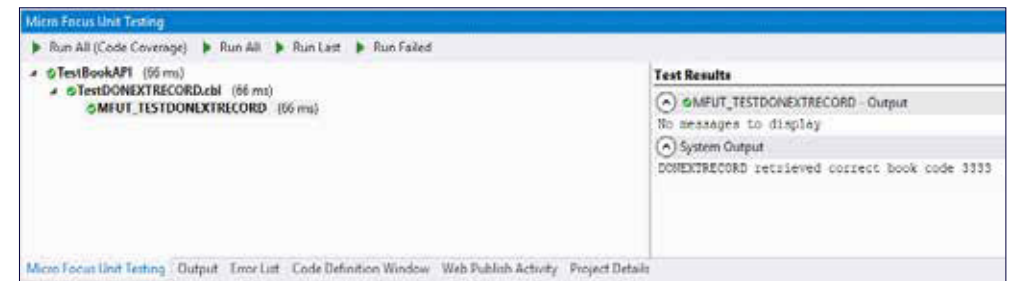 Micro Focus Unit Testing
Run All (Code Coverage) Run All Run Last Run Failed
TestBookAPI (66 ms)
TestDONEXTRECORD.cbl (66 ms)
MFUT_TESTDONEXTRECORD (66 ms)
Test Results
MFUT_TESTDONEXTRECORD - Output
No messages to display
System Output
DONEXTRECORD retrieved correct book code 3333
Micro Focus Unit Testing Output Error List Code Definition Window Web Publish Activity Project Details